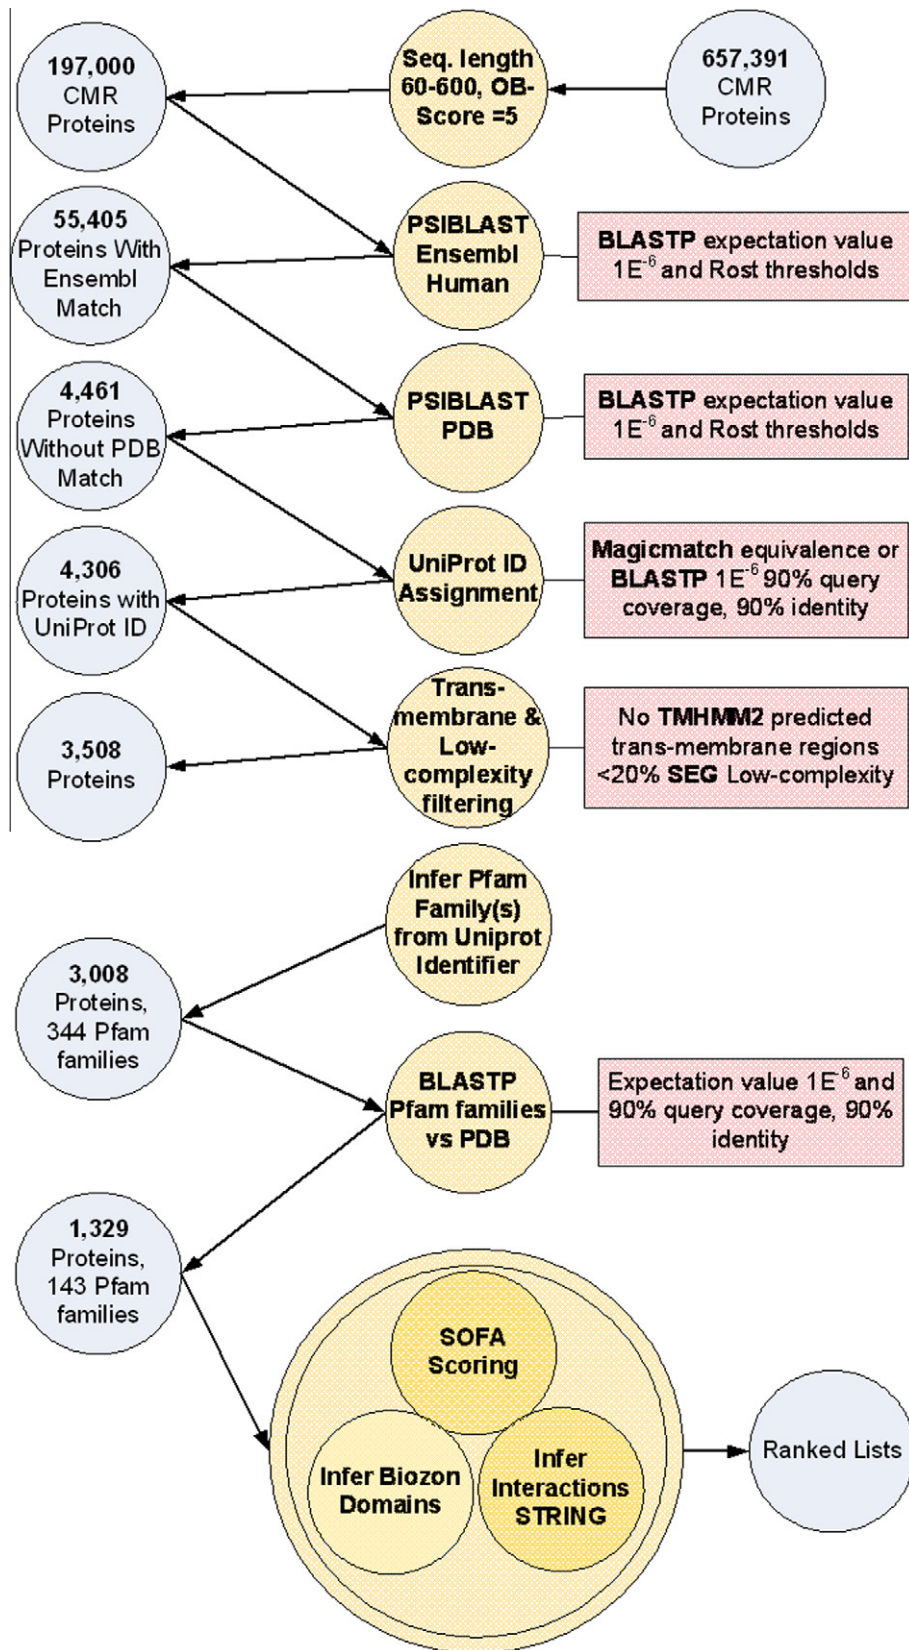 197,000
CMR
Proteins
Seq. length
60-600, OB-
Score =5
657,391
CMR
Proteins
55,405
Proteins With
Ensembl
Match
PSIBLAST
Ensembl
Human
BLASTP expectation value
1E⁻⁶ and Rost thresholds
4,461
Proteins
Without PDB
Match
PSIBLAST
PDB
BLASTP expectation value
1E⁻⁶ and Rost thresholds
4,306
Proteins with
UniProt ID
UniProt ID
Assignment
Magicmatch equivalence or
BLASTP 1E⁻⁶ 90% query
coverage, 90% identity
3,508
Proteins
Trans-
membrane &
Low-
complexity
filtering
No TMHMM2 predicted
trans-membrane regions
<20% SEG Low-complexity
Infer Pfam
Family(s)
from Uniprot
Identifier
3,008
Proteins,
344 Pfam
families
BLASTP
Pfam families
vs PDB
Expectation value 1E⁻⁶ and
90% query coverage, 90%
identity
1,329
Proteins,
143 Pfam
families
SOFA
Scoring
Infer Biozon
Domains
Infer
Interactions
STRING
Ranked Lists